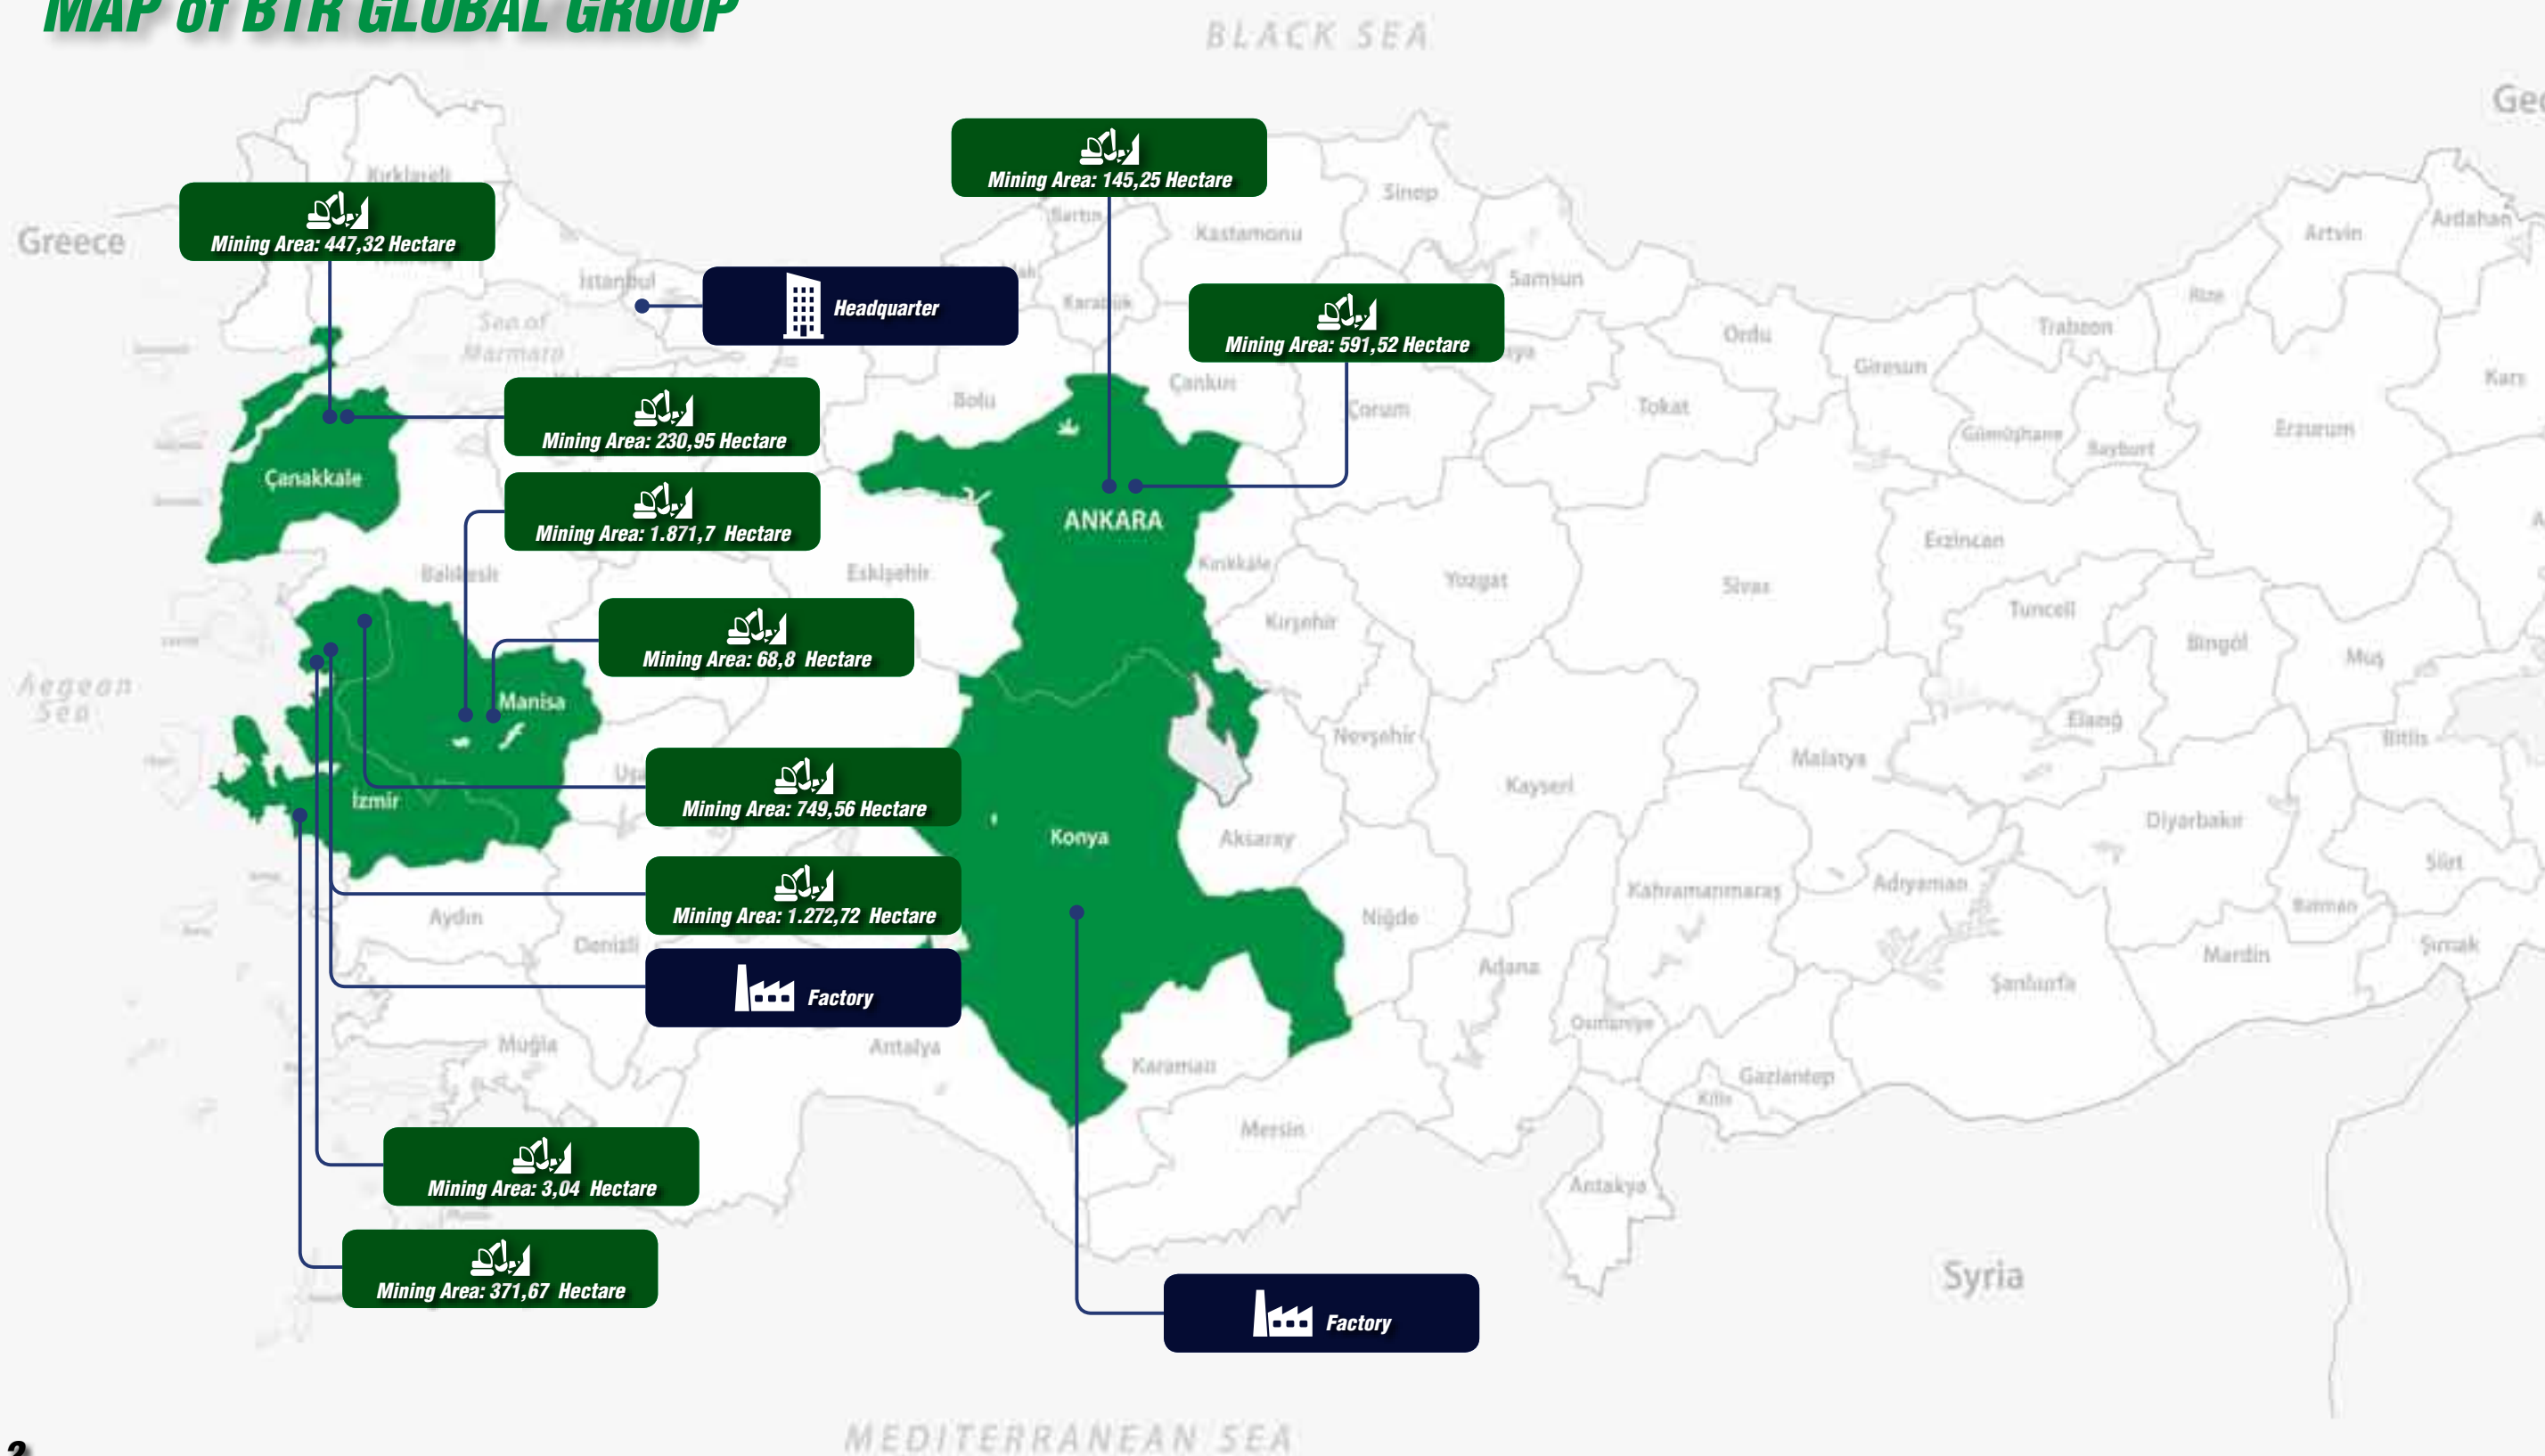 MAP of BTR GLOBAL GROUP
BLACK SEA
Kırklareli
Greece
Mining Area: 447,32 Hectare
Mining Area: 145,25 Hectare
Bartın
Kastamonu
Sinop
Samsun
Artvin
Ardahan
Rize
Trabzon
Ordu
Giresun
Kars
İstanbul
Headquarter
Karabük
Mining Area: 591,52 Hectare
Sea of
Marmara
Bolu
Çankırı
Çorum
Tokat
Gümüşhane
Bayburt
Erzurum
Mining Area: 230,95 Hectare
Çanakkale
ANKARA
Mining Area: 1.871,7 Hectare
Balıkesir
Eskişehir
Kırıkkale
Yozgat
Sivas
Erzincan
Tunceli
Bingöl
Muş
Kırşehir
Mining Area: 68,8 Hectare
Aegean
Sea
Manisa
Nevşehir
Kayseri
Malatya
Elazığ
Bitlis
Mining Area: 749,56 Hectare
İzmir
Konya
Aksaray
Diyarbakır
Siirt
Kahramanmaraş
Adıyaman
Batman
Mining Area: 1.272,72 Hectare
Aydın
Denizli
Niğde
Adana
Şanlıurfa
Mardin
Şırnak
Factory
Muğla
Antalya
Karaman
Osmaniye
Gaziantep
Kilis
Mersin
Mining Area: 3,04 Hectare
Antakya
Mining Area: 371,67 Hectare
Syria
Factory
MEDITERRANEAN SEA
2